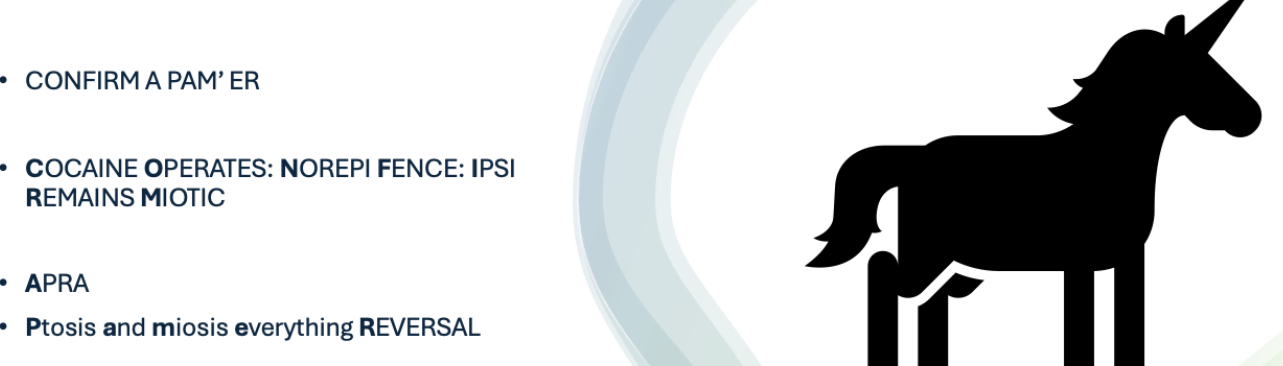 • CONFIRM A PAM' ER
• COCAINE OPERATES: NOREPI FENCE: IPSI
REMAINS MIOTIC
• APRA
• Ptosis and miosis everything REVERSAL